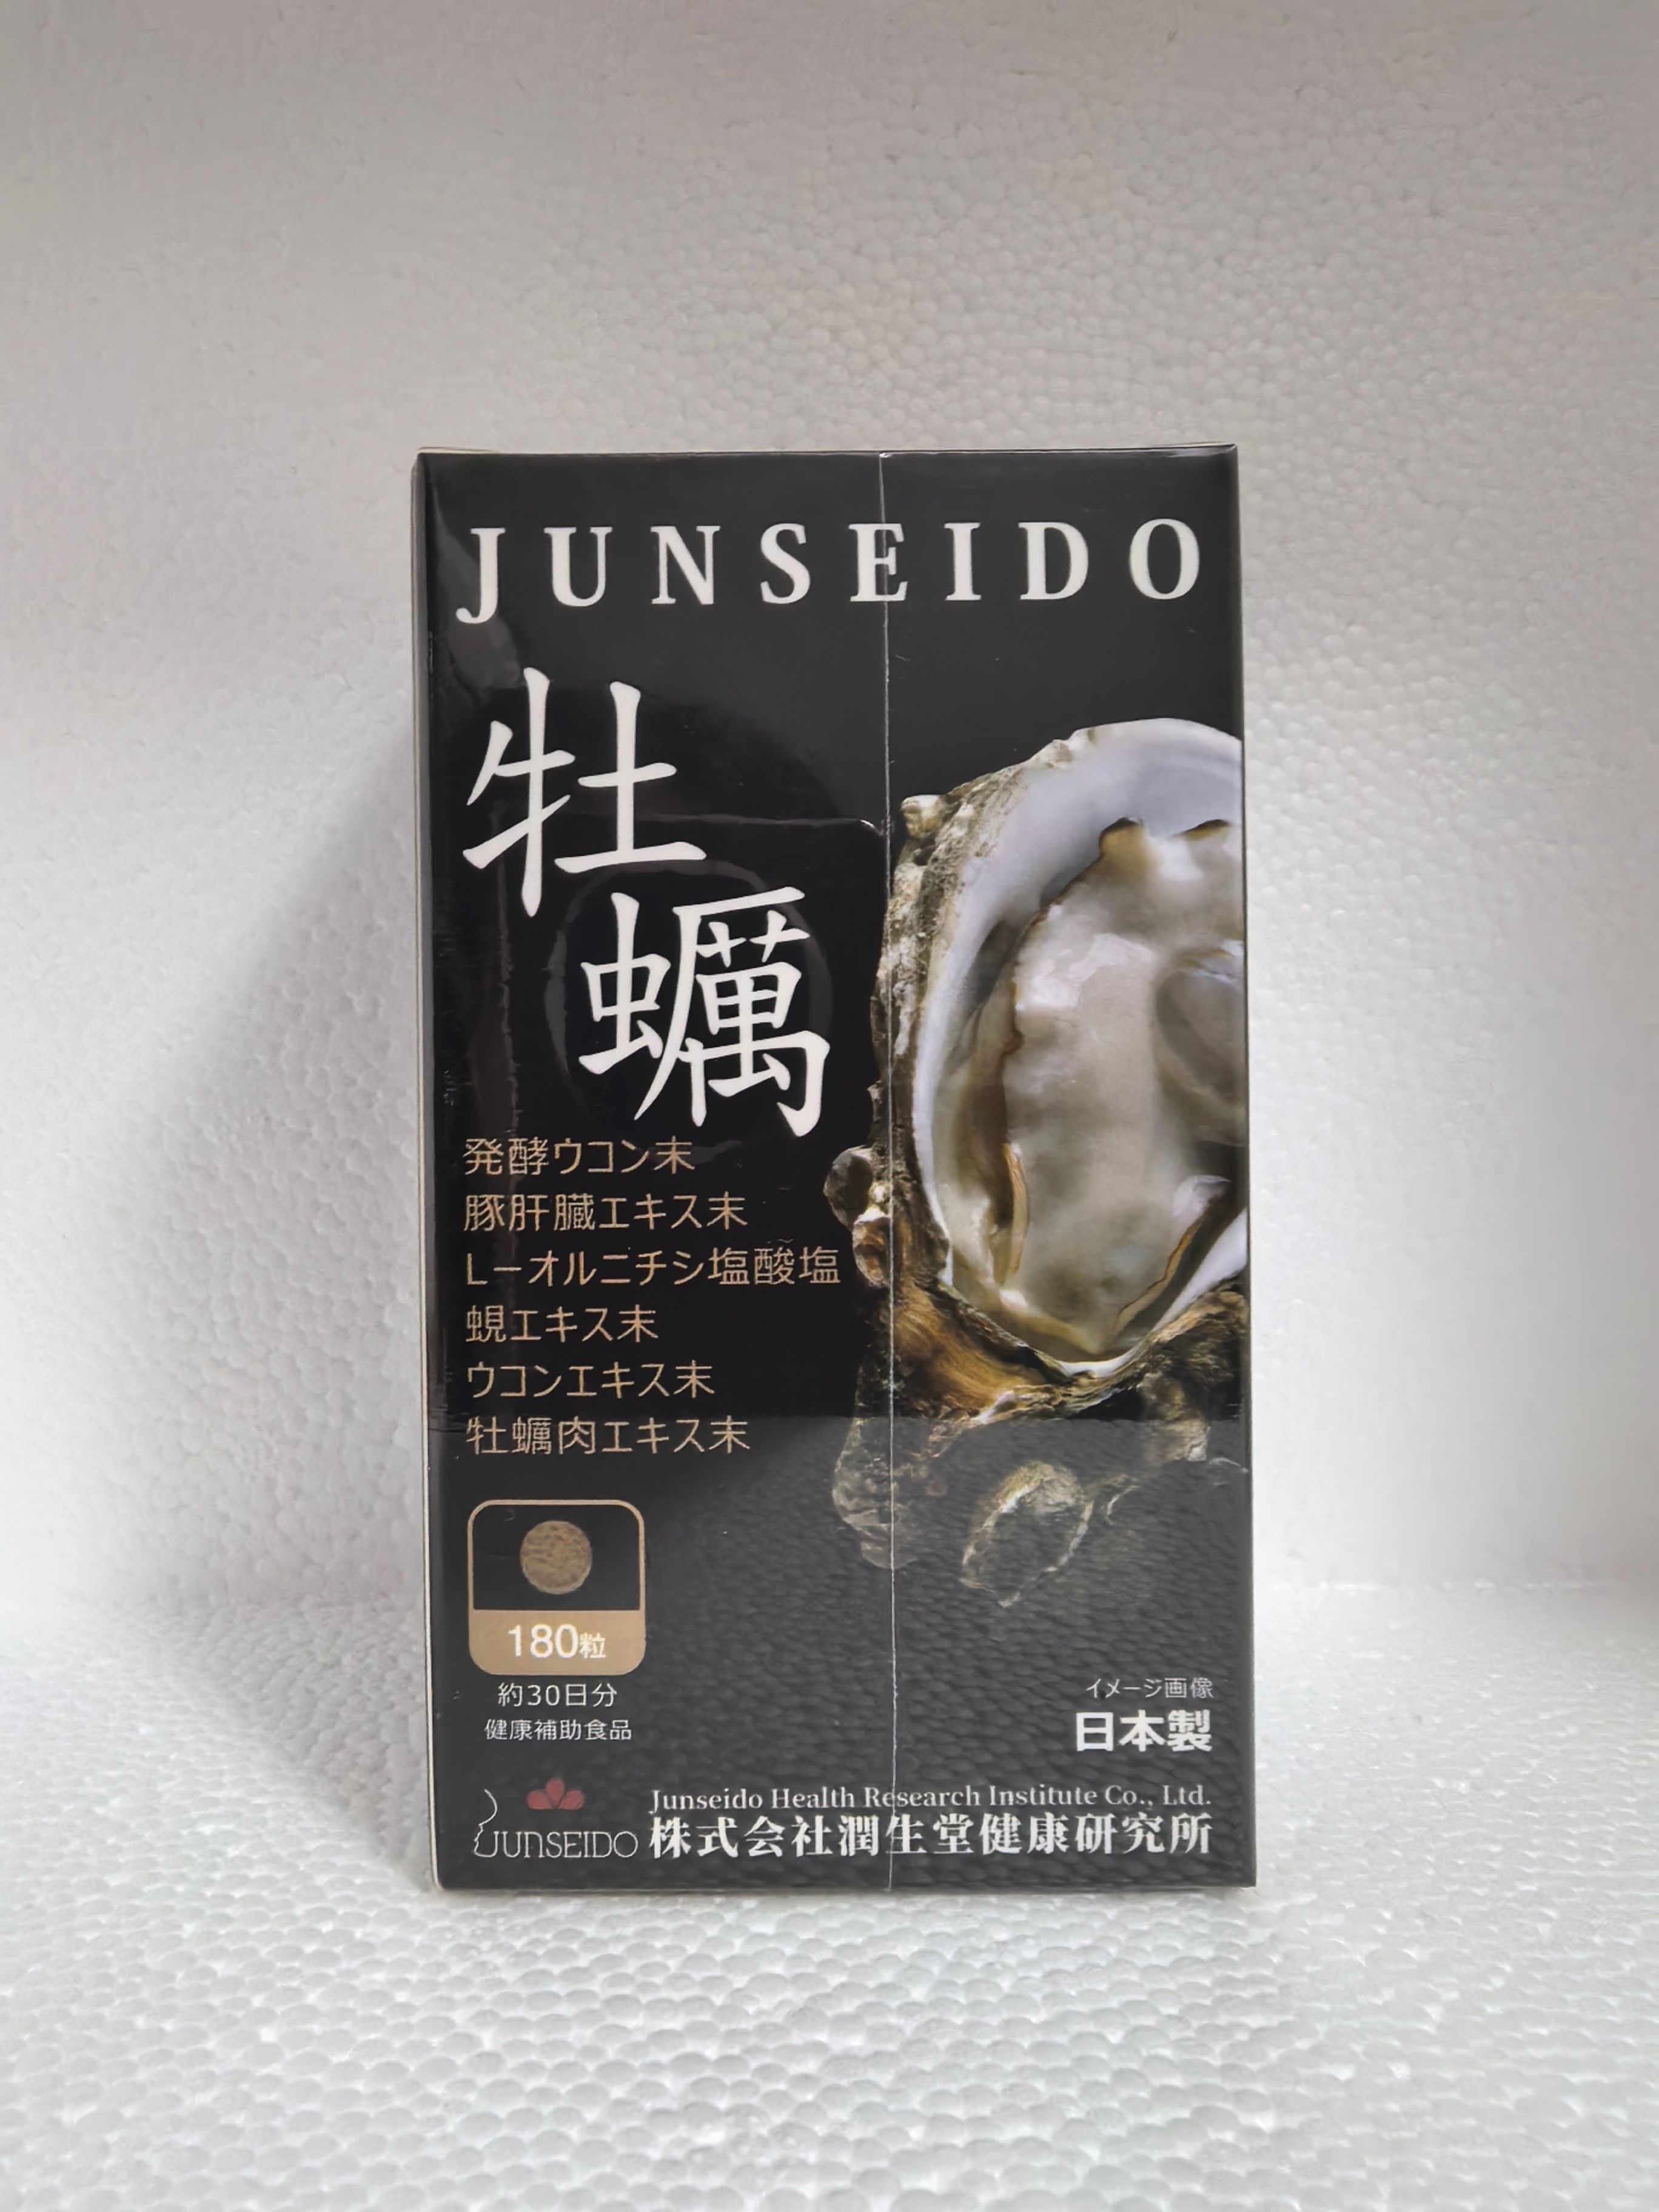 JUNSEIDO
牡
蠣
発酵ウコン末
豚肝臓エキス末
L－オルニチシ塩酸塩
蜆エキス末
ウコンエキス末
牡蠣肉エキス末
180粒
約30日分
健康補助食品
イメージ画像
日本製
JUNSEIDO
Junseido Health Research Institute Co., Ltd.
株式会社潤生堂健康研究所